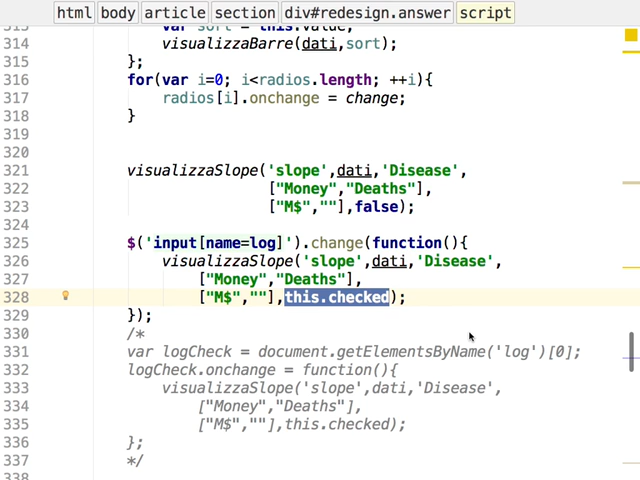 html body article section div#redesign.answer script
313 var sort = this.value;
314 visualizzaBarre(dati,sort);
315 };
316 for(var i=0; i<radios.length; ++i){
317 radios[i].onchange = change;
318 }
319
320
321 visualizzaSlope('slope',dati,'Disease',
322 ["Money","Deaths"],
323 ["M$",""],false);
324
325 $('input[name=log]').change(function(){
326 visualizzaSlope('slope',dati,'Disease',
327 ["Money","Deaths"],
328 ["M$",""],this.checked);
329 });
330 /*
331 var logCheck = document.getElementsByName('log')[0];
332 logCheck.onchange = function(){
333 visualizzaSlope('slope',dati,'Disease',
334 ["Money","Deaths"],
335 ["M$",""],this.checked);
336 };
337 */
338